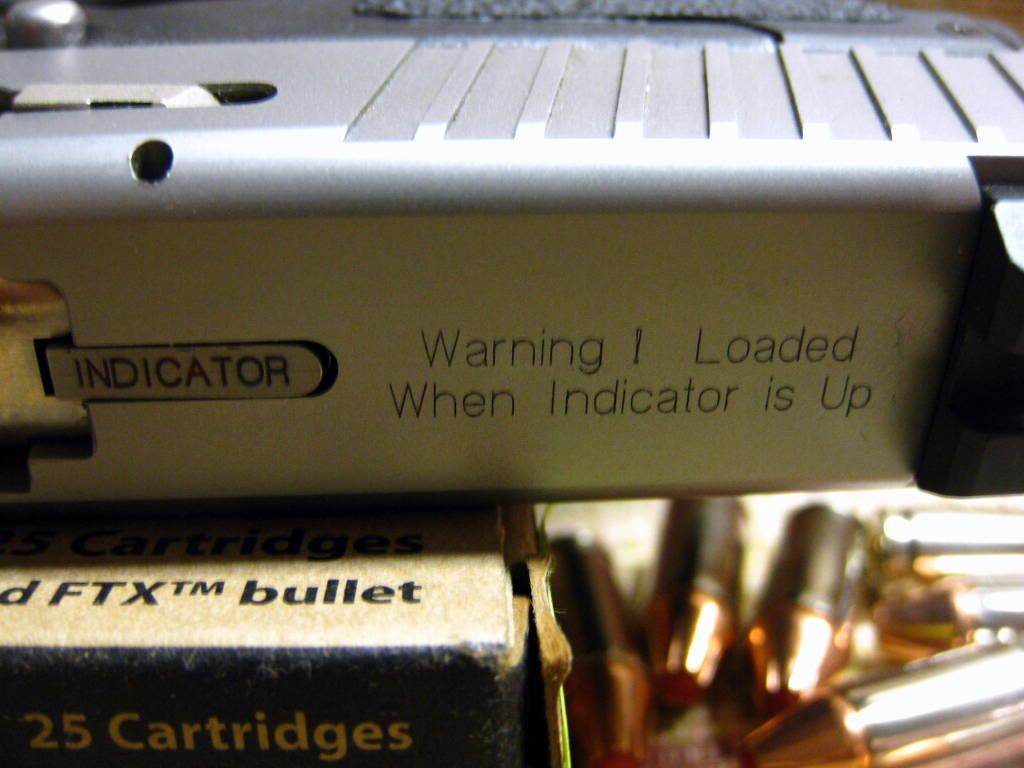 INDICATOR
Warning ! Loaded
When Indicator is Up
25 Cartridges
d FTX™ bullet
25 Cartridges